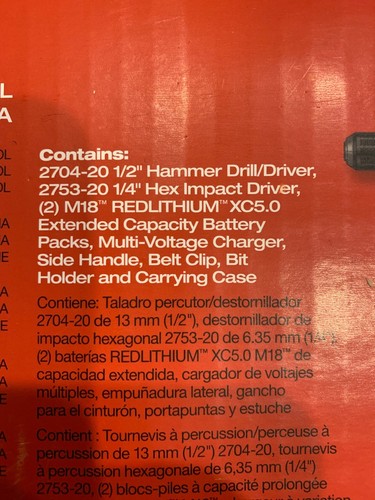 L
A
OL
OL
OL
Contains:
2704-20 1/2" Hammer Drill/Driver,
2753-20 1/4" Hex Impact Driver,
(2) M18™ REDLITHIUM™ XC5.0
Extended Capacity Battery
Packs, Multi-Voltage Charger,
Side Handle, Belt Clip, Bit
Holder and Carrying Case
Contiene: Taladro percutor/destornillador
2704-20 de 13 mm (1/2"), destornillador de
impacto hexagonal 2753-20 de 6.35 mm (1/4"),
(2) baterías REDLITHIUM™ XC5.0 M18™ de
capacidad extendida, cargador de voltajes
múltiples, empuñadura lateral, gancho
para el cinturón, portapuntas y estuche
Contient : Tournevis à percussion/perceuse à
percussion de 13 mm (1/2") 2704-20, tournevis
à percussion hexagonale de 6,35 mm (1/4")
2753-20, (2) blocs-piles à capacité prolongée